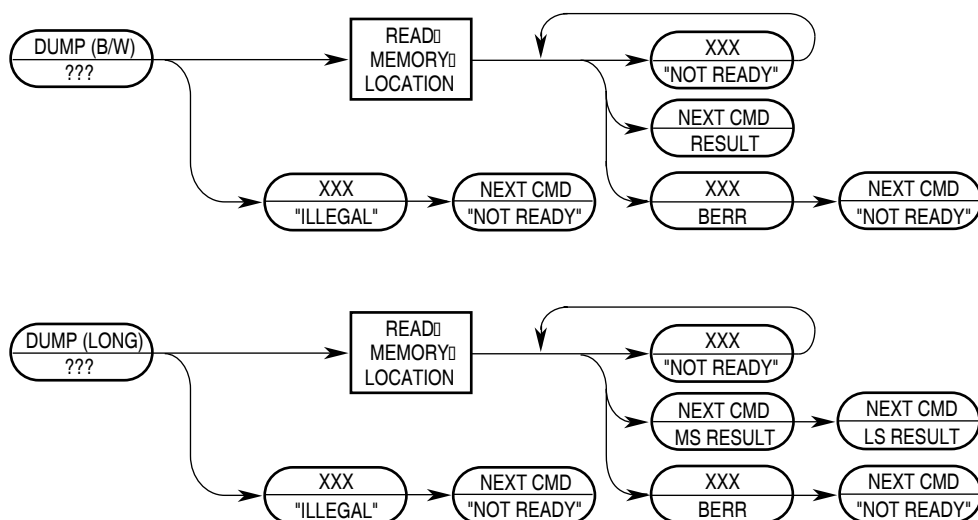 DUMP (B/W)
???
READ▯
MEMORY▯
LOCATION
XXX
"NOT READY"
NEXT CMD
RESULT
XXX
"ILLEGAL"
NEXT CMD
"NOT READY"
XXX
BERR
NEXT CMD
"NOT READY"
DUMP (LONG)
???
READ▯
MEMORY▯
LOCATION
XXX
"NOT READY"
NEXT CMD
MS RESULT
NEXT CMD
LS RESULT
XXX
"ILLEGAL"
NEXT CMD
"NOT READY"
XXX
BERR
NEXT CMD
"NOT READY"